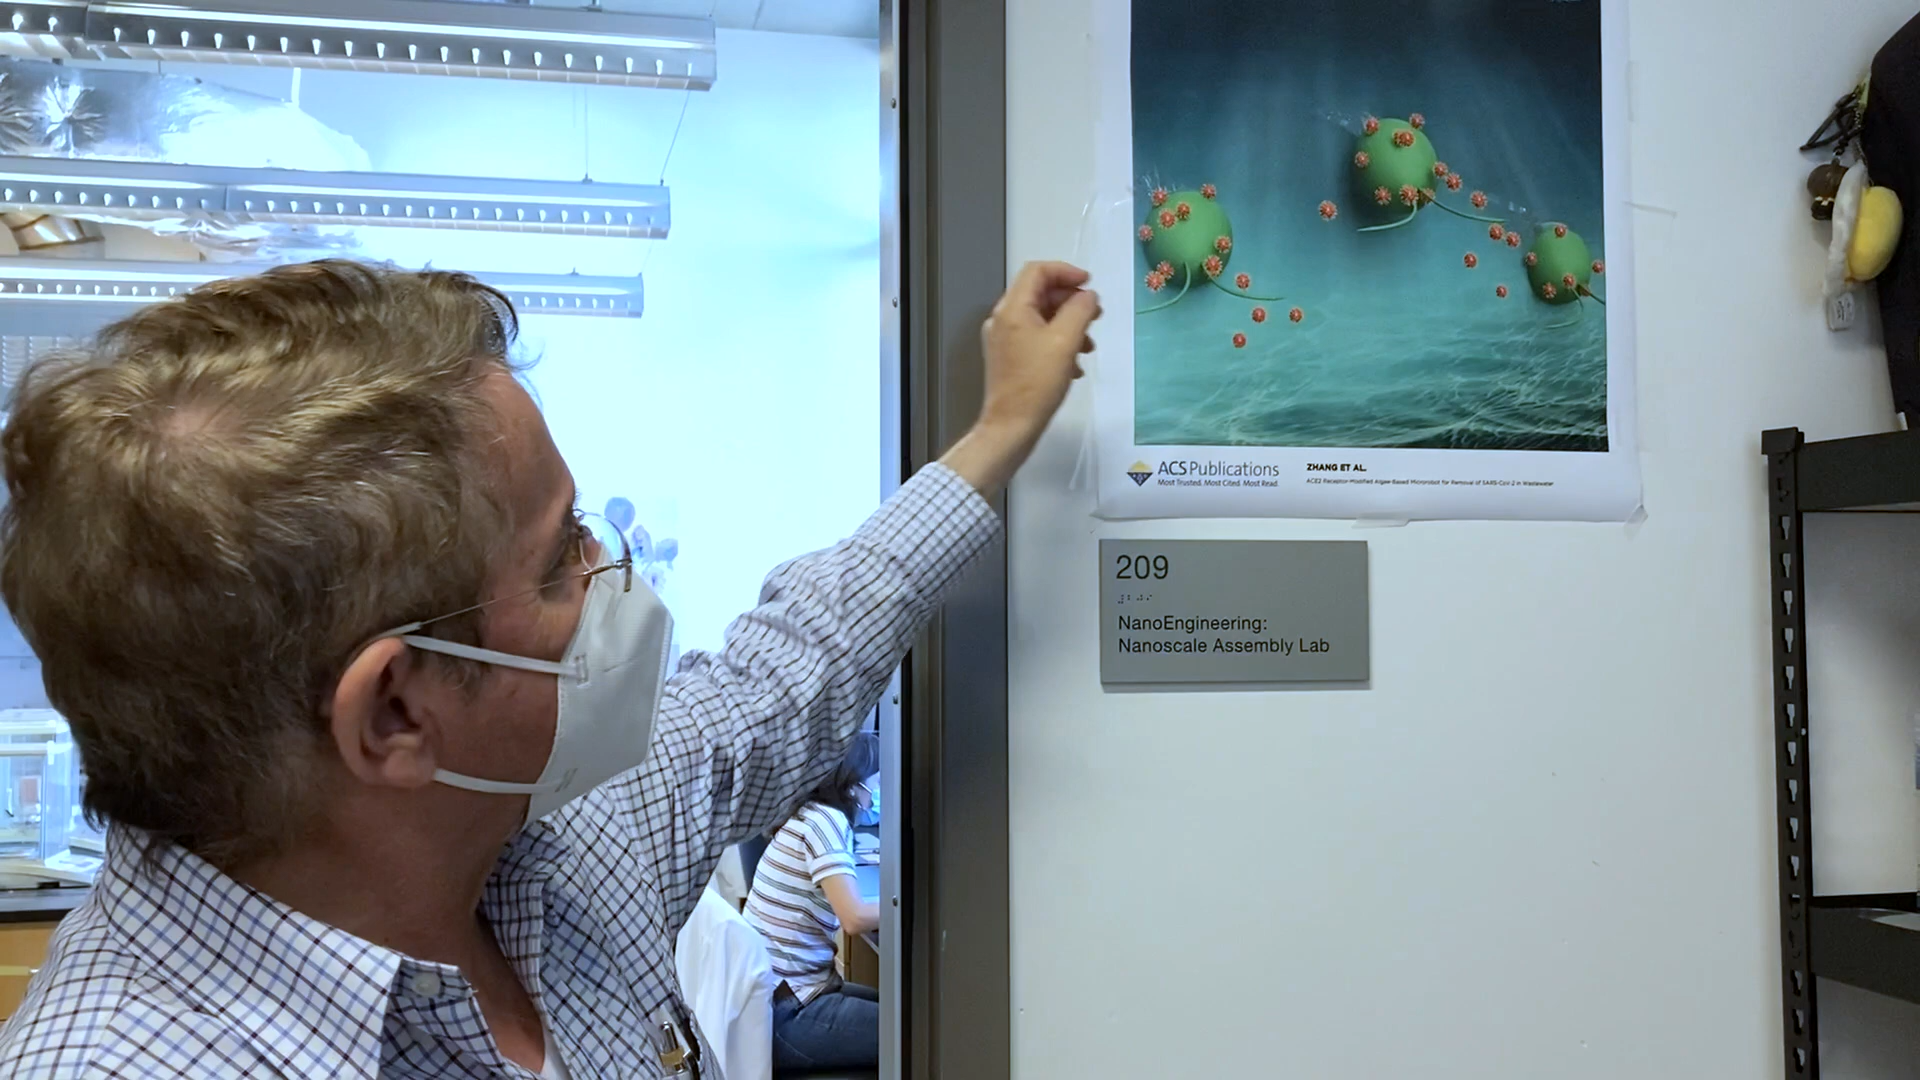 ACS Publications
Most Trusted. Most Cited. Most Read.
ZHANG ET AL.
ACE2 Receptor-Modified Algae-Based Microrobot for Removal of SARS-CoV-2 in Wastewater
209
NanoEngineering:
Nanoscale Assembly Lab